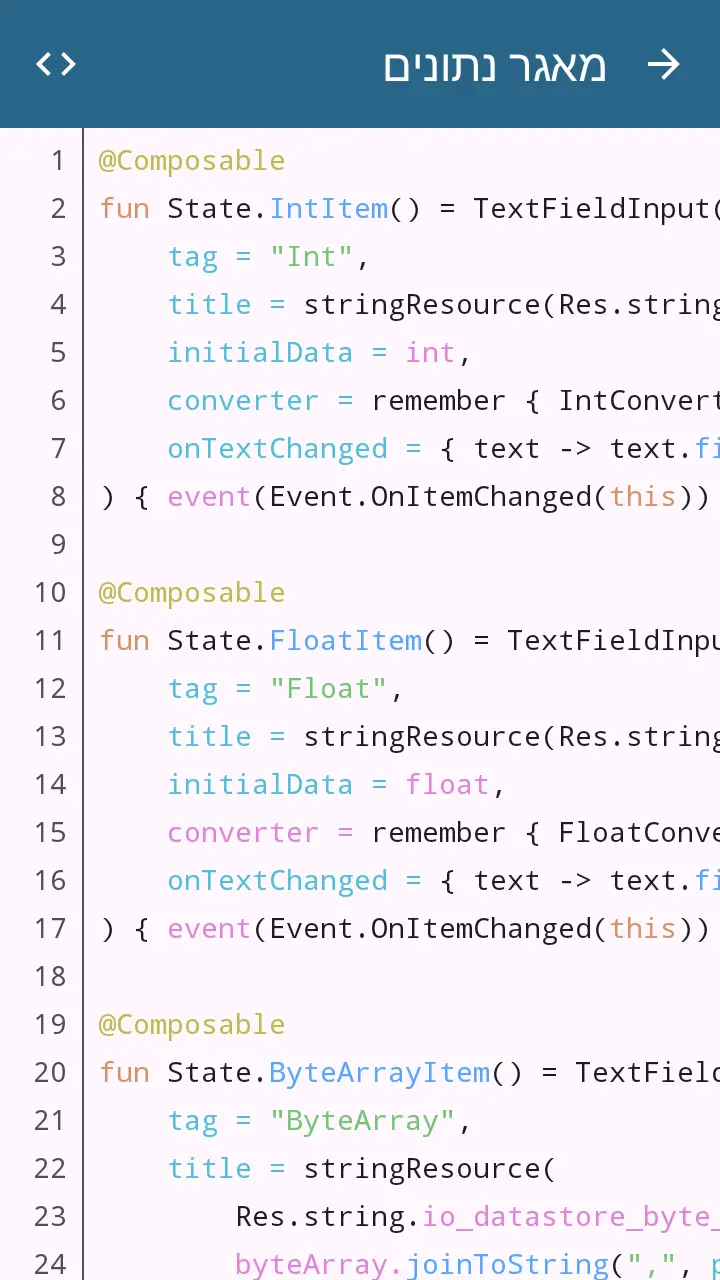 מאגר נתונים
1 @Composable
2 fun State.IntItem() = TextFieldInput(
3 tag = "Int",
4 title = stringResource(Res.string
5 initialData = int,
6 converter = remember { IntConvert
7 onTextChanged = { text -> text.fi
8 ) { event(Event.OnItemChanged(this))
9
10 @Composable
11 fun State.FloatItem() = TextFieldInpu
12 tag = "Float",
13 title = stringResource(Res.string
14 initialData = float,
15 converter = remember { FloatConve
16 onTextChanged = { text -> text.fi
17 ) { event(Event.OnItemChanged(this))
18
19 @Composable
20 fun State.ByteArrayItem() = TextField
21 tag = "ByteArray",
22 title = stringResource(
23 Res.string.io_datastore_byte_
24 byteArray.joinToString(",", p